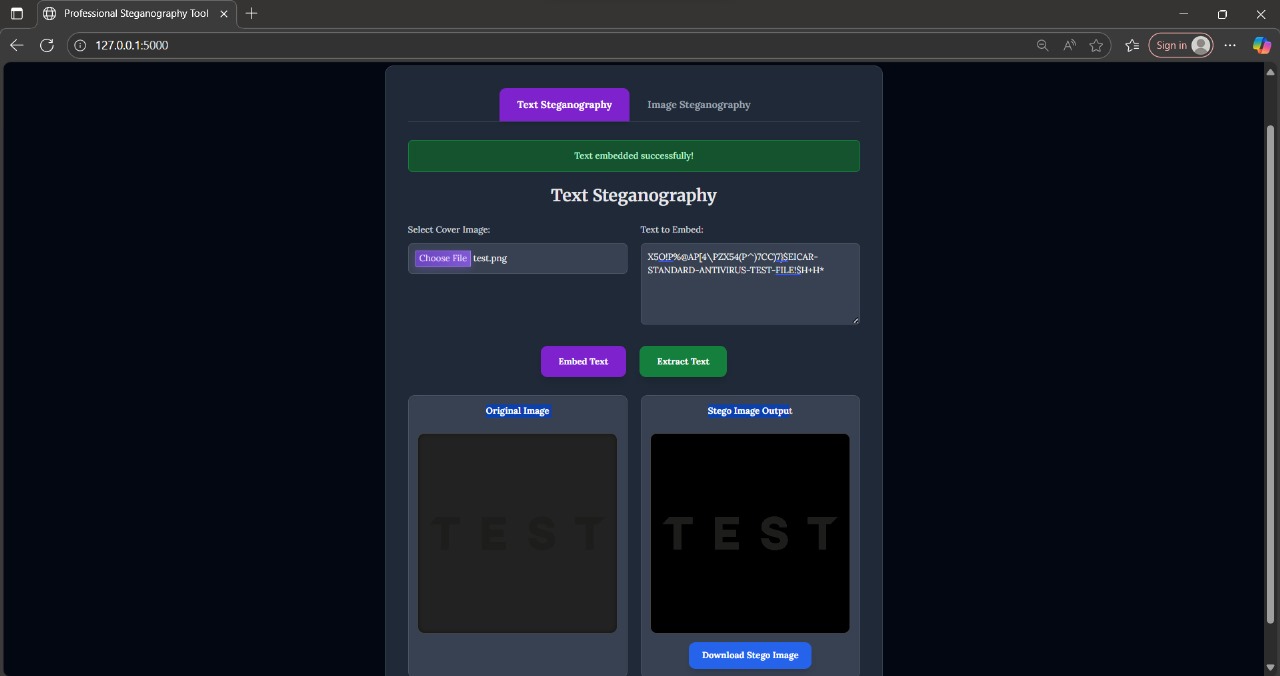 Professional Steganography Tool
127.0.0.1:5000
Sign in
Text Steganography Image Steganography
Text embedded successfully!
Text Steganography
Select Cover Image: Text to Embed:
Choose File test.png
X5O!P%@AP[4\PZX54(P^)7CC)7}$EICAR-
STANDARD-ANTIVIRUS-TEST-FILE!$H+H*
Embed Text Extract Text
Original Image Stego Image Output
TEST TEST
Download Stego Image